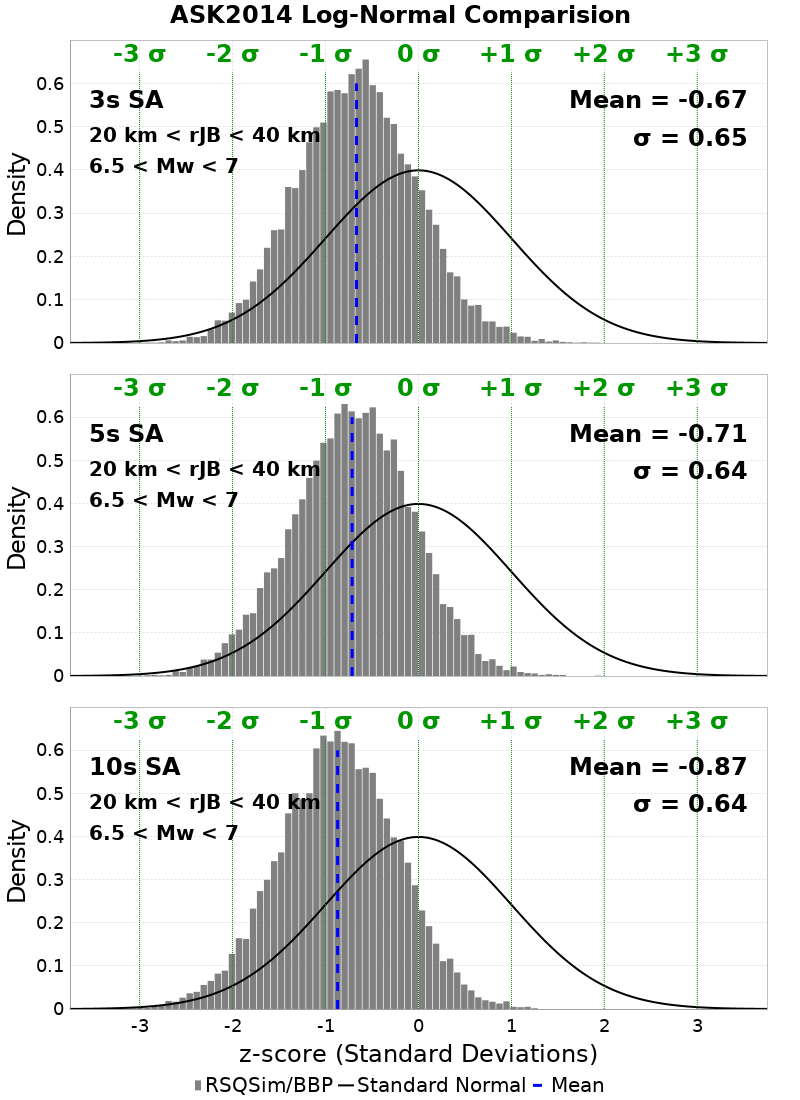 ASK2014 Log-Normal Comparision
-3 σ -2 σ -1 σ 0 σ +1 σ +2 σ +3 σ
3s SA
20 km < rJB < 40 km
6.5 < Mw < 7
Mean = -0.67
σ = 0.65
Density
0.6
0.5
0.4
0.3
0.2
0.1
0
-3 σ -2 σ -1 σ 0 σ +1 σ +2 σ +3 σ
5s SA
20 km < rJB < 40 km
6.5 < Mw < 7
Mean = -0.71
σ = 0.64
Density
0.6
0.5
0.4
0.3
0.2
0.1
0
-3 σ -2 σ -1 σ 0 σ +1 σ +2 σ +3 σ
10s SA
20 km < rJB < 40 km
6.5 < Mw < 7
Mean = -0.87
σ = 0.64
Density
0.6
0.5
0.4
0.3
0.2
0.1
0
-3 -2 -1 0 1 2 3
z-score (Standard Deviations)
RSQSim/BBP Standard Normal Mean